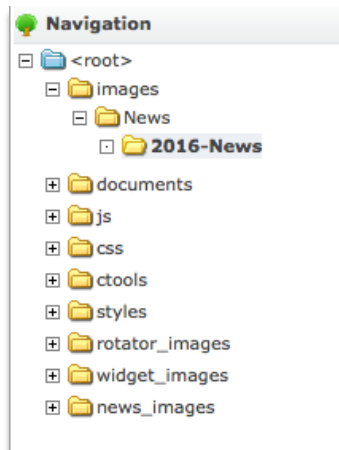 Navigation
<root>
images
News
2016-News
documents
js
css
ctools
styles
rotator_images
widget_images
news_images